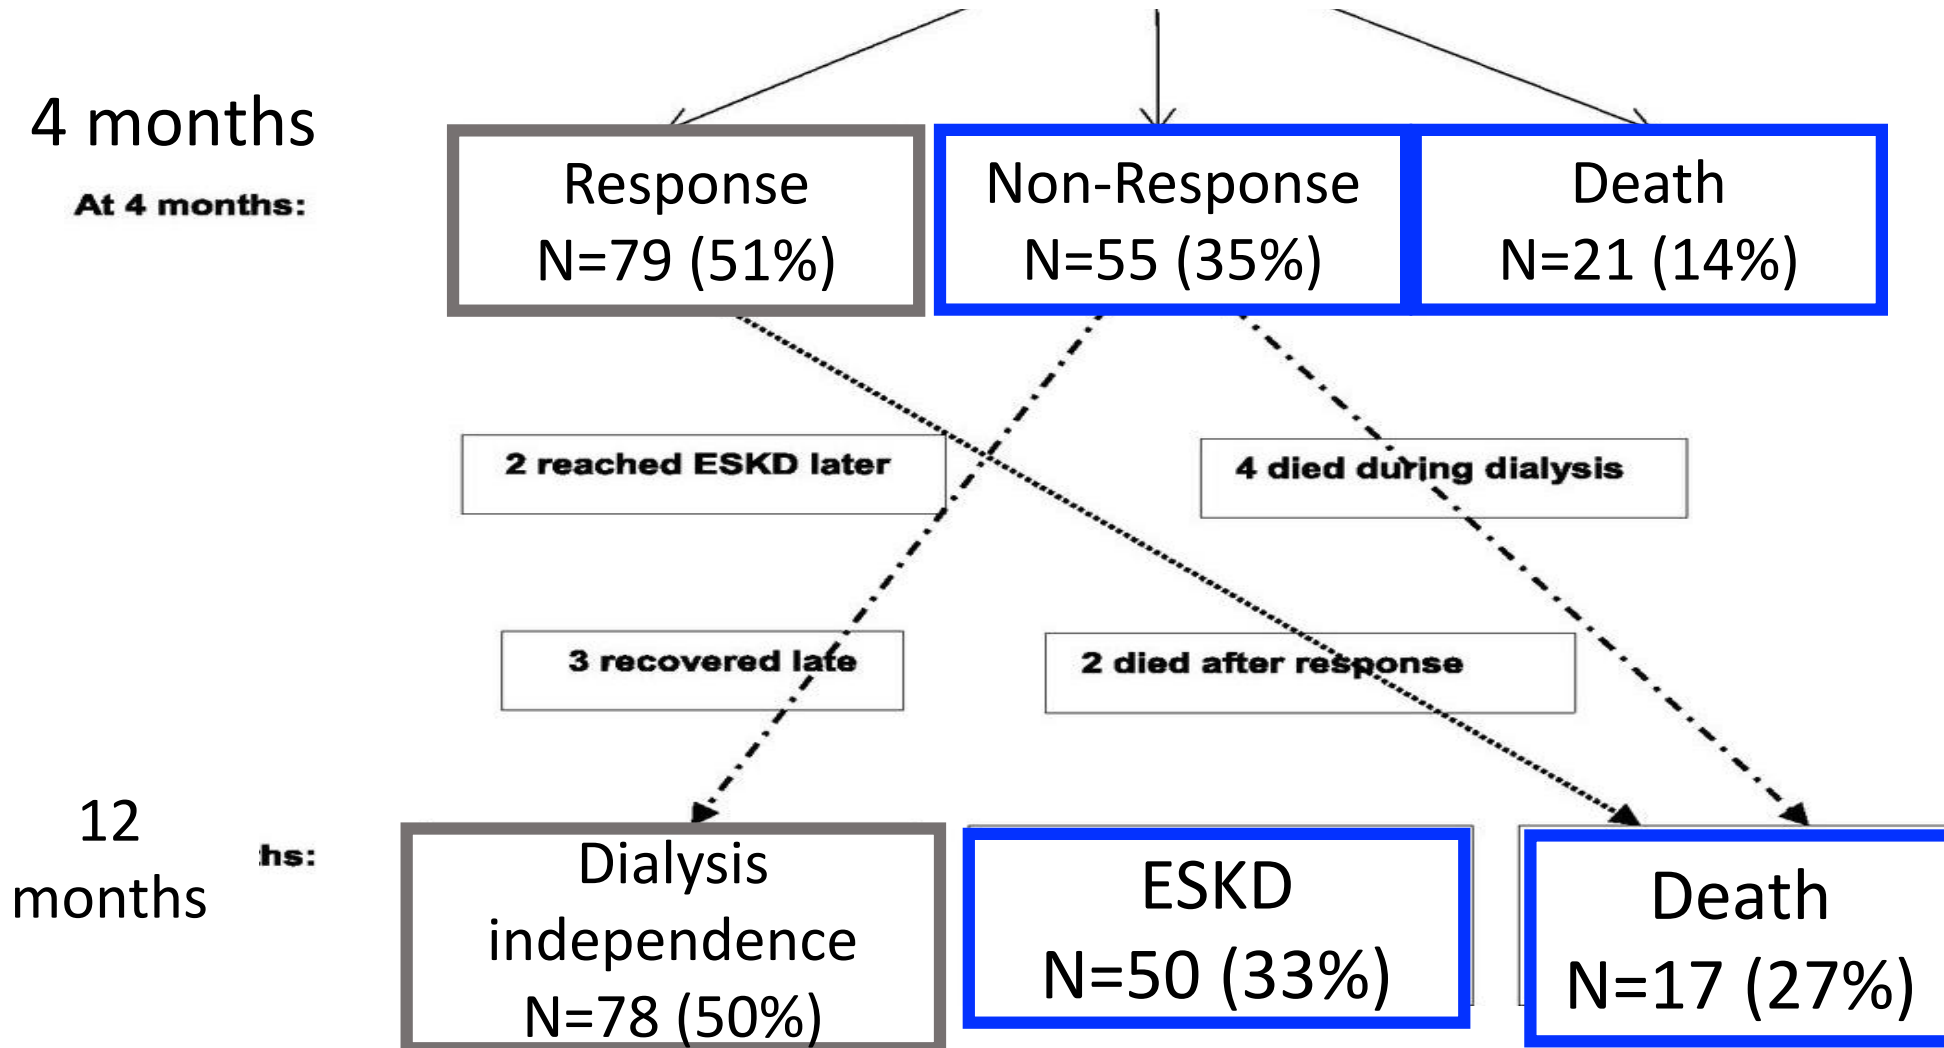 4 months
At 4 months:
Response
N=79 (51%)
Non-Response
N=55 (35%)
Death
N=21 (14%)
2 reached ESKD later
4 died during dialysis
3 recovered late
2 died after response
12
months
hs:
Dialysis
independence
N=78 (50%)
ESKD
N=50 (33%)
Death
N=17 (27%)